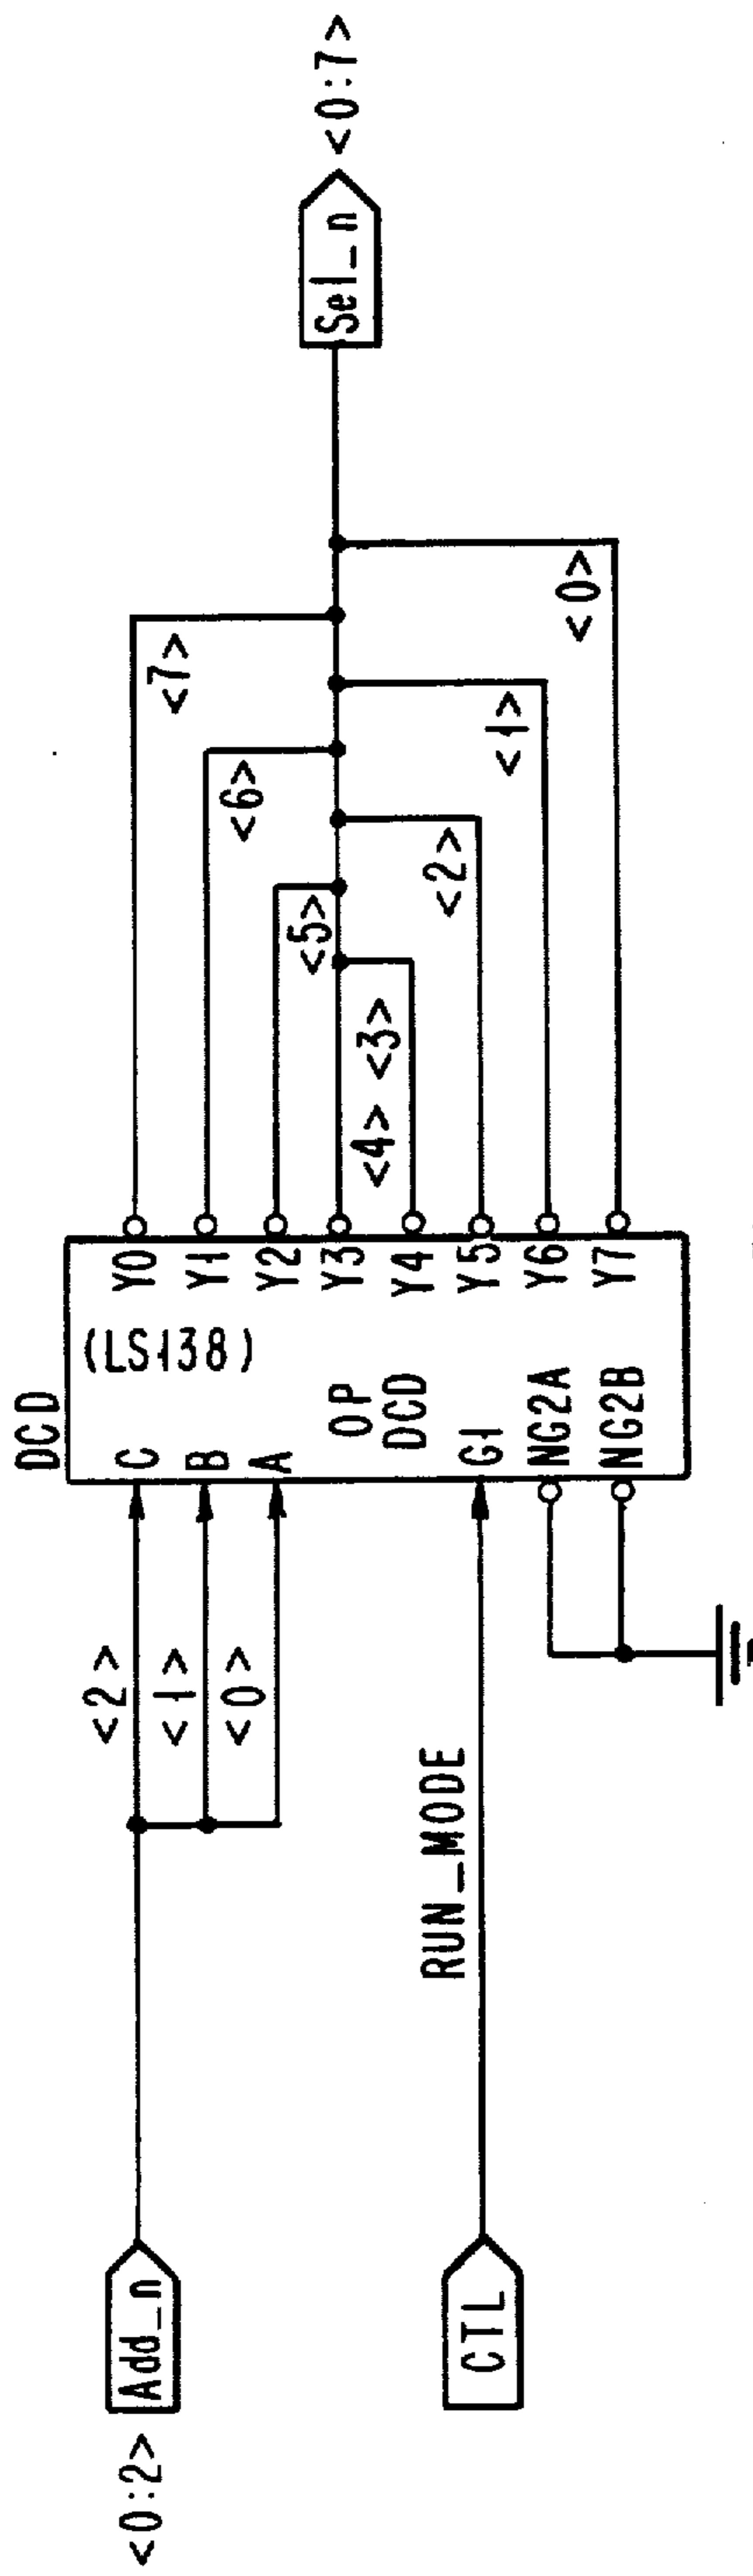 <0:2>
Add_n
CTL
RUN_MODE
<2>
<1>
<0>
DCD
(LS138)
C
B
A
OP
DCD
G1
NG2A
NG2B
Y0
Y1
Y2
Y3
Y4
Y5
Y6
Y7
<7>
<6>
<5>
<4> <3>
<2>
<1>
<0>
Sel_n
<0:7>